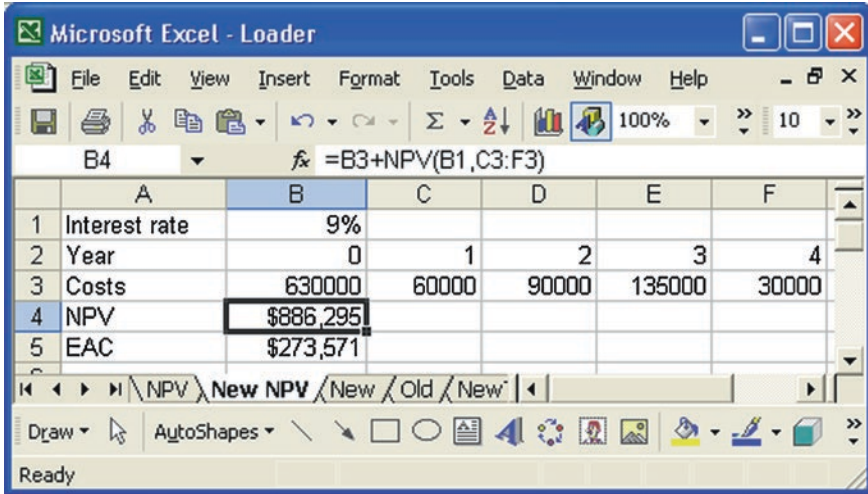 Microsoft Excel - Loader
File Edit View Insert Format Tools Data Window Help
100% 10
B4 fx =B3+NPV(B1,C3:F3)
A B C D E F
1 Interest rate 9%
2 Year 0 1 2 3 4
3 Costs 630000 60000 90000 135000 30000
4 NPV $886,295
5 EAC $273,571
NPV New NPV New Old New
Draw AutoShapes
Ready